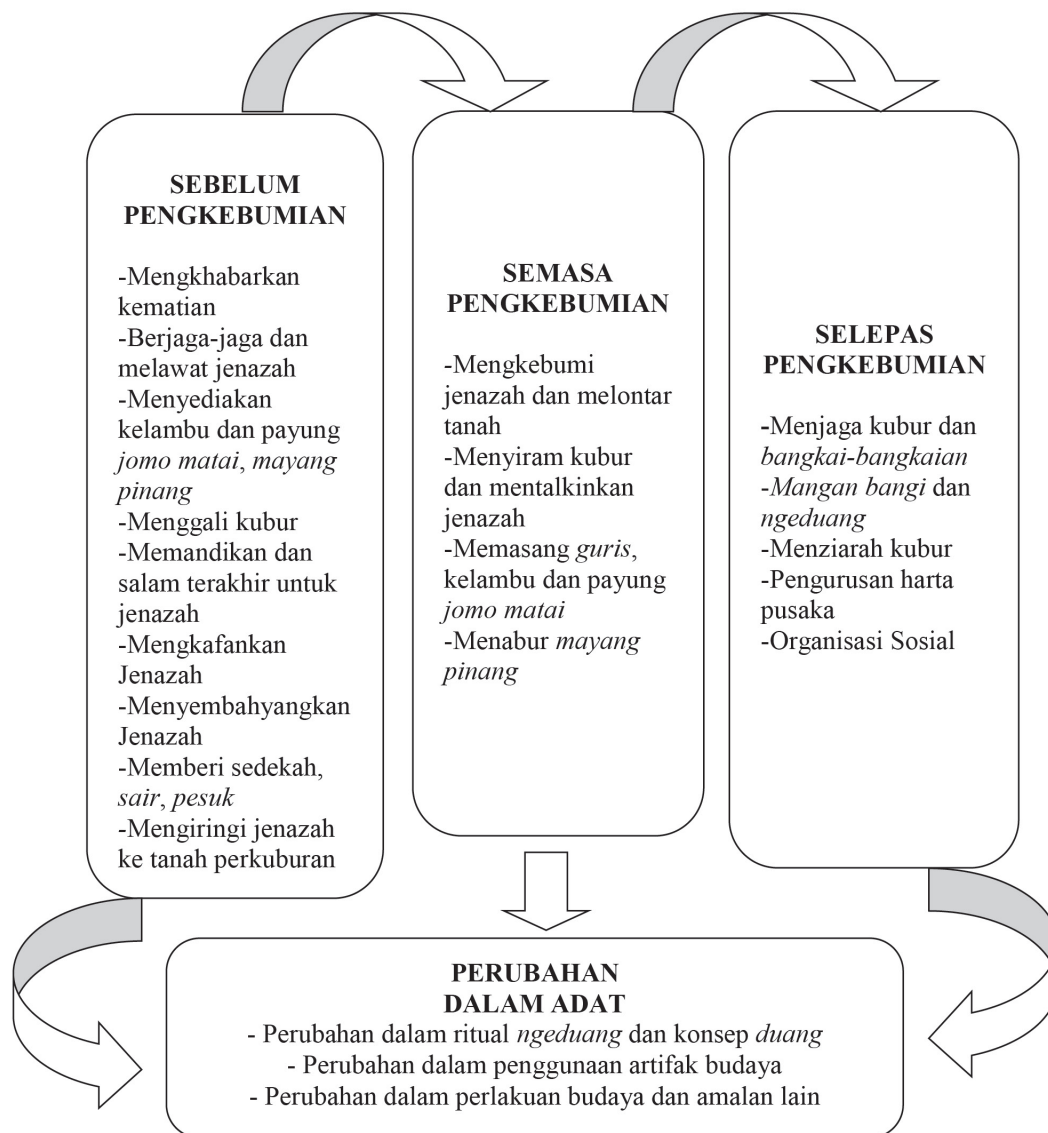 SEBELUM
PENGKEBUMIAN
-Mengkhabarkan
kematian
-Berjaga-jaga dan
melawat jenazah
-Menyediakan
kelambu dan payung
jomo matai, mayang
pinang
-Menggali kubur
-Memandikan dan
salam terakhir untuk
jenazah
-Mengkafankan
Jenazah
-Menyembahyangkan
Jenazah
-Memberi sedekah,
sair, pesuk
-Mengiringi jenazah
ke tanah perkuburan
SEMASA
PENGKEBUMIAN
-Mengkebumi
jenazah dan melontar
tanah
-Menyiram kubur
dan mentalkinkan
jenazah
-Memasang guris,
kelambu dan payung
jomo matai
-Menabur mayang
pinang
SELEPAS
PENGKEBUMIAN
-Menjaga kubur dan
bangkai-bangkaian
-Mangan bangi dan
ngeduang
-Menziarah kubur
-Pengurusan harta
pusaka
-Organisasi Sosial
PERUBAHAN
DALAM ADAT
- Perubahan dalam ritual ngeduang dan konsep duang
- Perubahan dalam penggunaan artifak budaya
- Perubahan dalam perlakuan budaya dan amalan lain